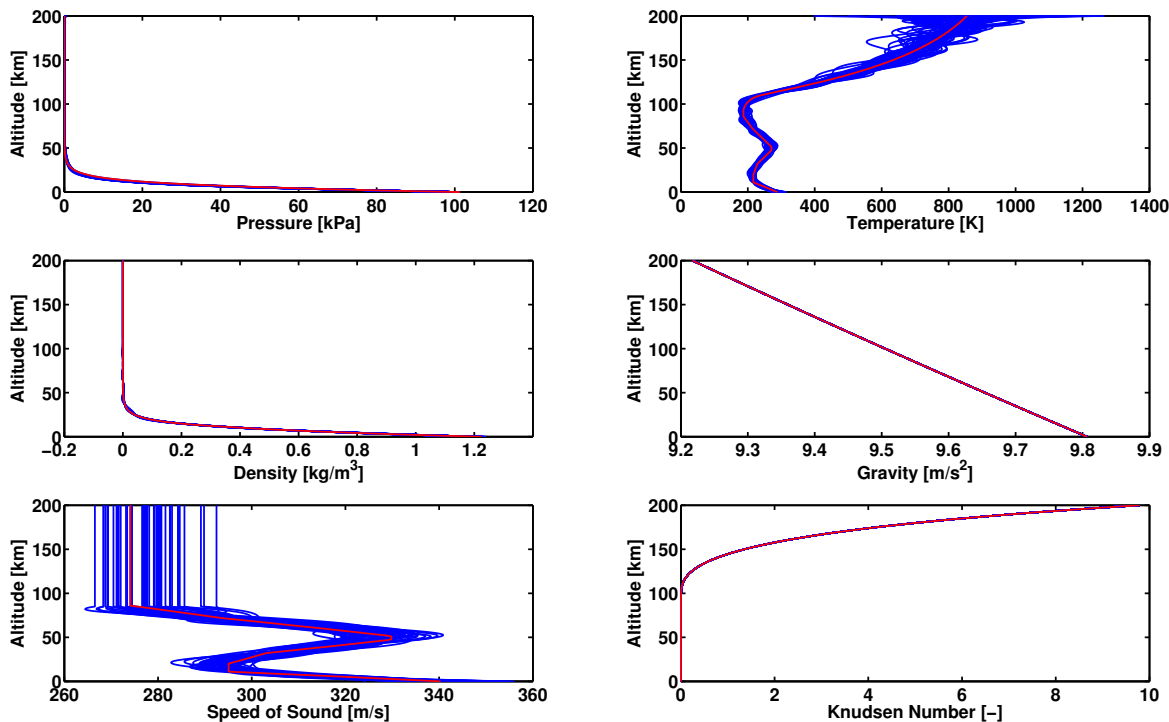 200
150
100
50
0
Altitude [km]
0 20 40 60 80 100 120
Pressure [kPa]
200
150
100
50
0
Altitude [km]
0 200 400 600 800 1000 1200 1400
Temperature [K]
200
150
100
50
0
Altitude [km]
−0.2 0 0.2 0.4 0.6 0.8 1 1.2
Density [kg/m³]
200
150
100
50
0
Altitude [km]
9.2 9.3 9.4 9.5 9.6 9.7 9.8 9.9
Gravity [m/s²]
200
150
100
50
0
Altitude [km]
260 280 300 320 340 360
Speed of Sound [m/s]
200
150
100
50
0
Altitude [km]
0 2 4 6 8 10
Knudsen Number [−]